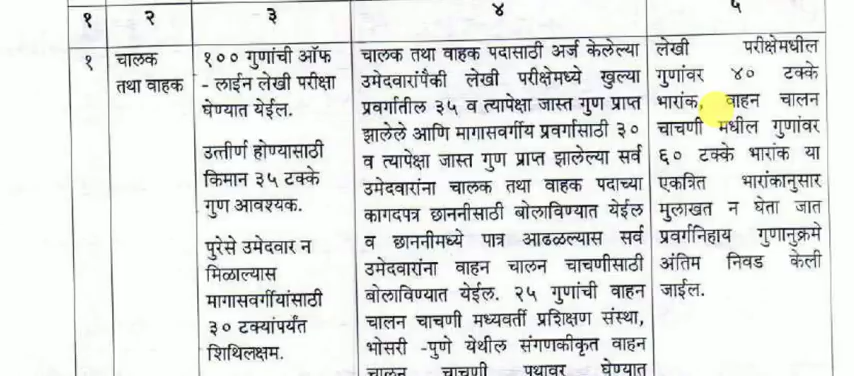 १
२
३
४
५
१
चालक
तथा वाहक
१०० गुणांची ऑफ
- लाईन लेखी परीक्षा
घेण्यात येईल.
उत्तीर्ण होण्यासाठी
किमान ३५ टक्के
गुण आवश्यक.
पुरेसे उमेदवार न
मिळाल्यास
मागासवर्गीयांसाठी
३० टक्यांपर्यंत
शिथिलक्षम.
चालक तथा वाहक पदासाठी अर्ज केलेल्या
उमेदवारांपैकी लेखी परीक्षेमध्ये खुल्या
प्रवर्गातील ३५ व त्यापेक्षा जास्त गुण प्राप्त
झालेले आणि मागासवर्गीय प्रवर्गासाठी ३०
व त्यापेक्षा जास्त गुण प्राप्त झालेल्या सर्व
उमेदवारांना चालक तथा वाहक पदाच्या
कागदपत्र छाननीसाठी बोलाविण्यात येईल
व छाननीमध्ये पात्र आढळल्यास सर्व
उमेदवारांना वाहन चालन चाचणीसाठी
बोलाविण्यात येईल. २५ गुणांची वाहन
चालन चाचणी मध्यवर्ती प्रशिक्षण संस्था,
भोसरी -पुणे येथील संगणकीकृत वाहन
चालन चाचणी पथावर घेण्यात
लेखी परीक्षेमधील
गुणांवर ४० टक्के
भारांक, वाहन चालन
चाचणी मधील गुणांवर
६० टक्के भारांक या
एकत्रित भारांकानुसार
मुलाखत न घेता जात
प्रवर्गनिहाय गुणानुक्रमे
अंतिम निवड केली
जाईल.